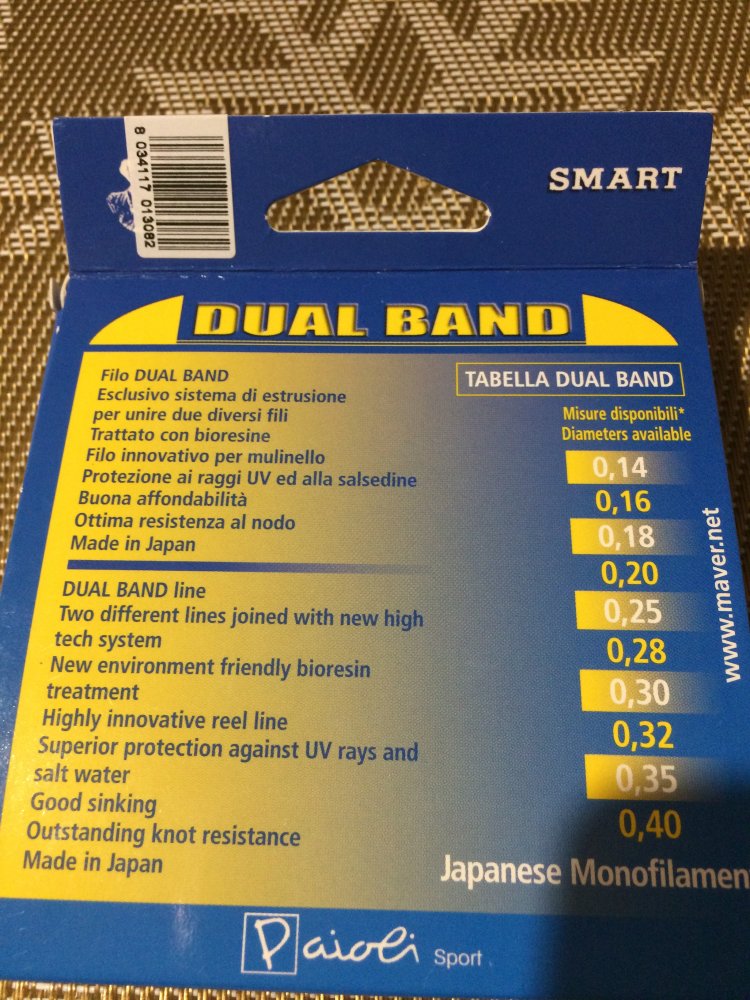 8 034117 013082
SMART
DUAL BAND
Filo DUAL BAND
Esclusivo sistema di estrusione
per unire due diversi fili
Trattato con bioresine
Filo innovativo per mulinello
Protezione ai raggi UV ed alla salsedine
Buona affondabilità
Ottima resistenza al nodo
Made in Japan
DUAL BAND line
Two different lines joined with new high
tech system
New environment friendly bioresin
treatment
Highly innovative reel line
Superior protection against UV rays and
salt water
Good sinking
Outstanding knot resistance
Made in Japan
TABELLA DUAL BAND
Misure disponibili*
Diameters available
0,14
0,16
0,18
0,20
0,25
0,28
0,30
0,32
0,35
0,40
www.maver.net
Japanese Monofilamen
Paioli Sport